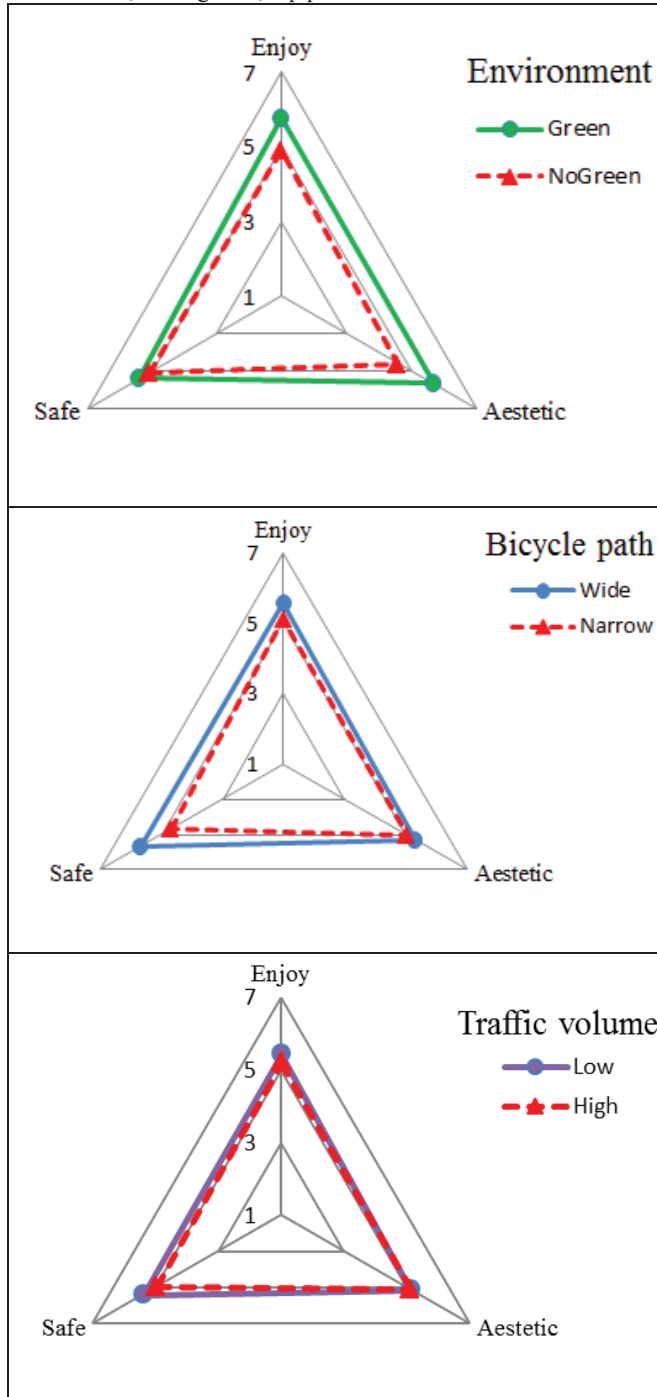 Enjoy
7
Environment
Green
5
NoGreen
3
1
Safe
Aestetic
Enjoy
7
Bicycle path
Wide
5
Narrow
3
1
Safe
Aestetic
Enjoy
7
Traffic volume
Low
5
High
3
1
Safe
Aestetic